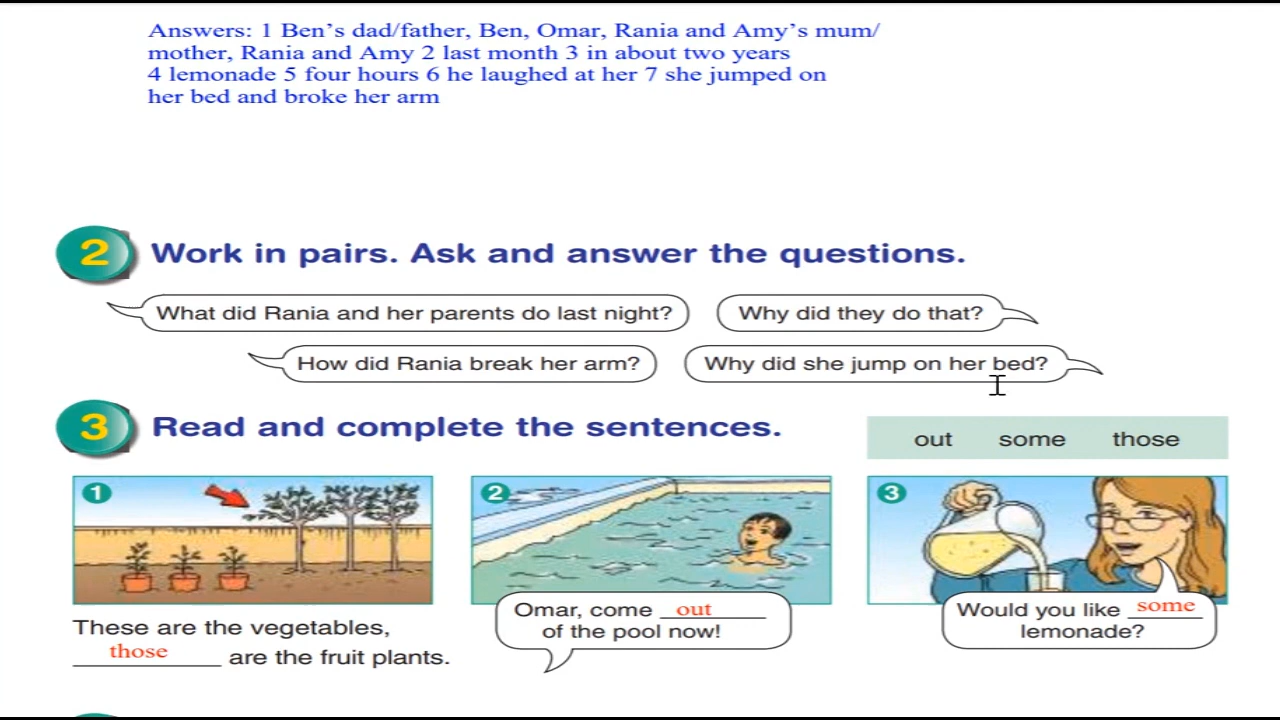 Answers: 1 Ben’s dad/father, Ben, Omar, Rania and Amy’s mum/
mother, Rania and Amy 2 last month 3 in about two years
4 lemonade 5 four hours 6 he laughed at her 7 she jumped on
her bed and broke her arm
2 Work in pairs. Ask and answer the questions.
What did Rania and her parents do last night?
Why did they do that?
How did Rania break her arm?
Why did she jump on her bed?
3 Read and complete the sentences.
out some those
1
These are the vegetables,
those are the fruit plants.
2
Omar, come out
of the pool now!
3
Would you like some
lemonade?